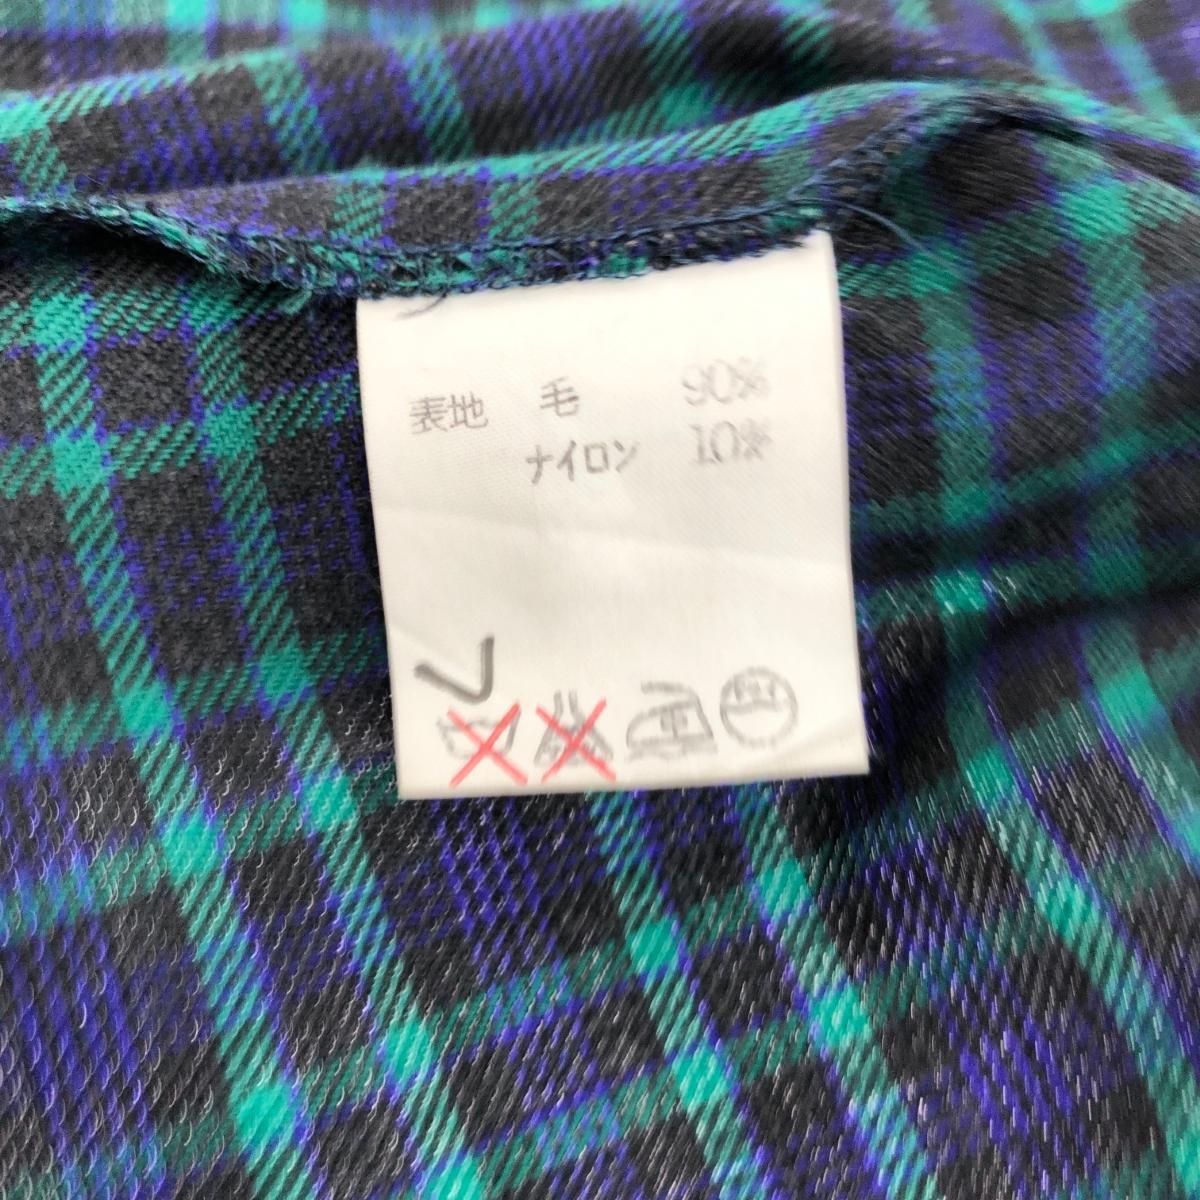 表地 毛 90%
ナイロン 10%